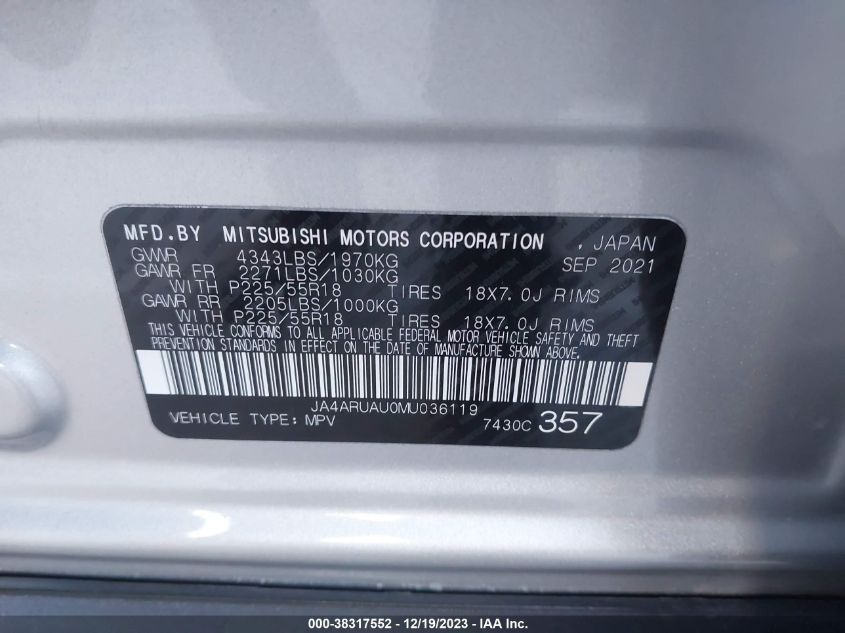 MFD.BY MITSUBISHI MOTORS CORPORATION , JAPAN
GVWR 4343LBS/1970KG SEP 2021
GAWR FR 2271LBS/1030KG
WITH P225/55R18 TIRES 18X7.0J RIMS
GAWR RR 2205LBS/1000KG
WITH P225/55R18 TIRES 18X7.0J RIMS
THIS VEHICLE CONFORMS TO ALL APPLICABLE FEDERAL MOTOR VEHICLE SAFETY AND THEFT
PREVENTION STANDARDS IN EFFECT ON THE DATE OF MANUFACTURE SHOWN ABOVE.
JA4ARUAU0MU036119
VEHICLE TYPE: MPV 7430C 357
000-38317552 - 12/19/2023 - IAA Inc.